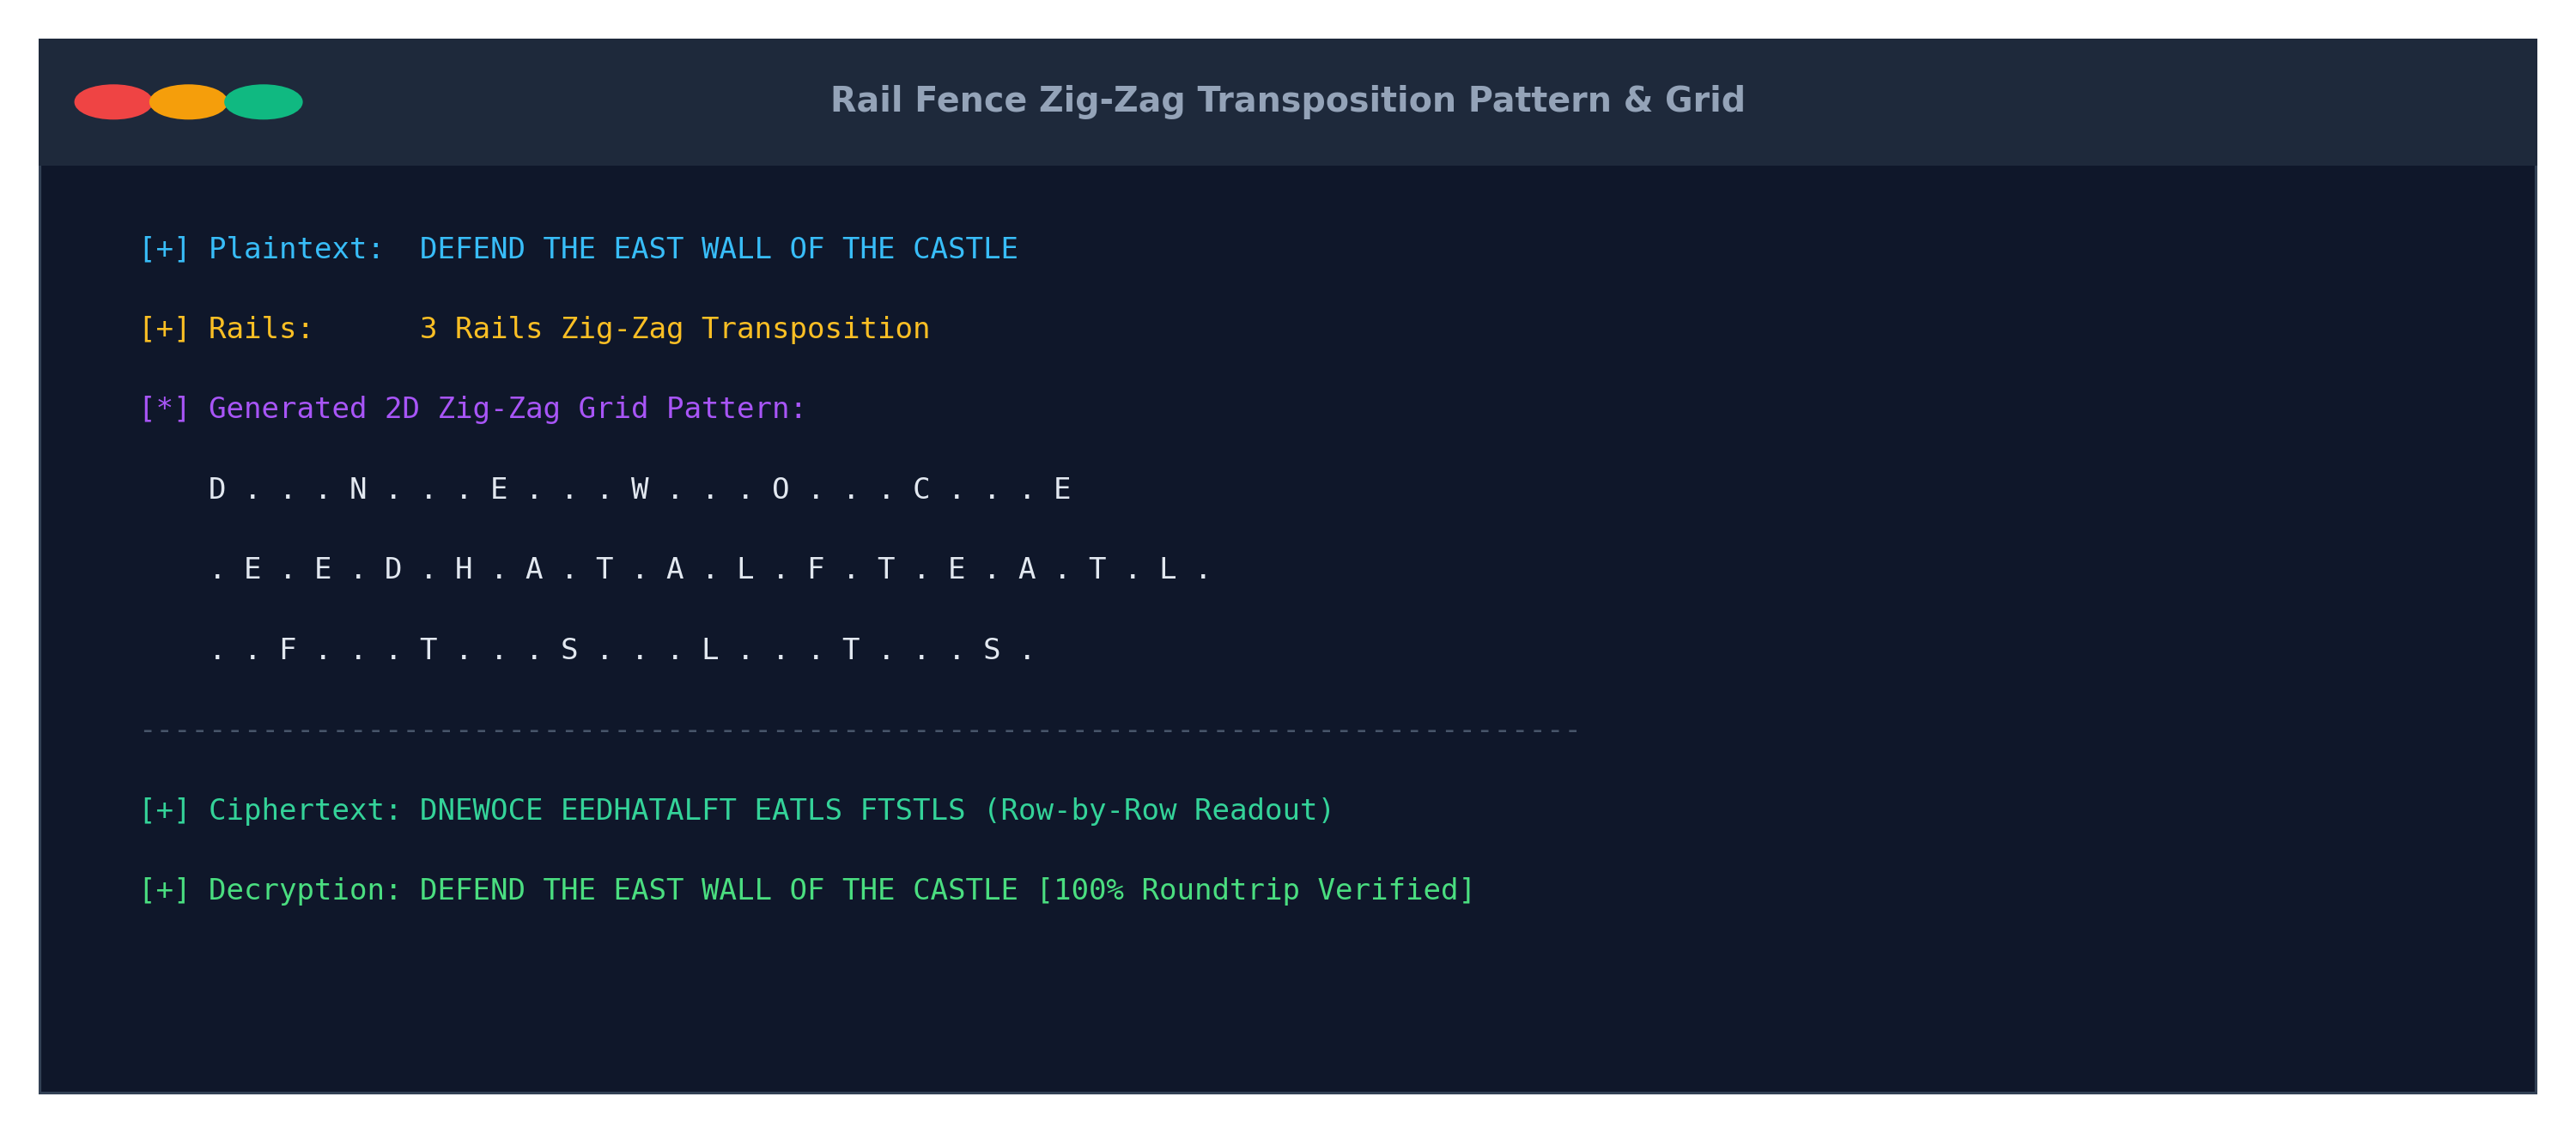 Rail Fence Zig-Zag Transposition Pattern & Grid
[+] Plaintext:  DEFEND THE EAST WALL OF THE CASTLE
[+] Rails:      3 Rails Zig-Zag Transposition
[*] Generated 2D Zig-Zag Grid Pattern:
    D . . . N . . . E . . . W . . . O . . . C . . . E
    . E . E . D . H . A . T . A . L . F . T . E . A . T . L .
    . . F . . . T . . . S . . . L . . . T . . . S .
---------------------------------------------------------------------------------
[+] Ciphertext: DNEWOCE EEDHATALFT EATLS FTSTLS (Row-by-Row Readout)
[+] Decryption: DEFEND THE EAST WALL OF THE CASTLE [100% Roundtrip Verified]